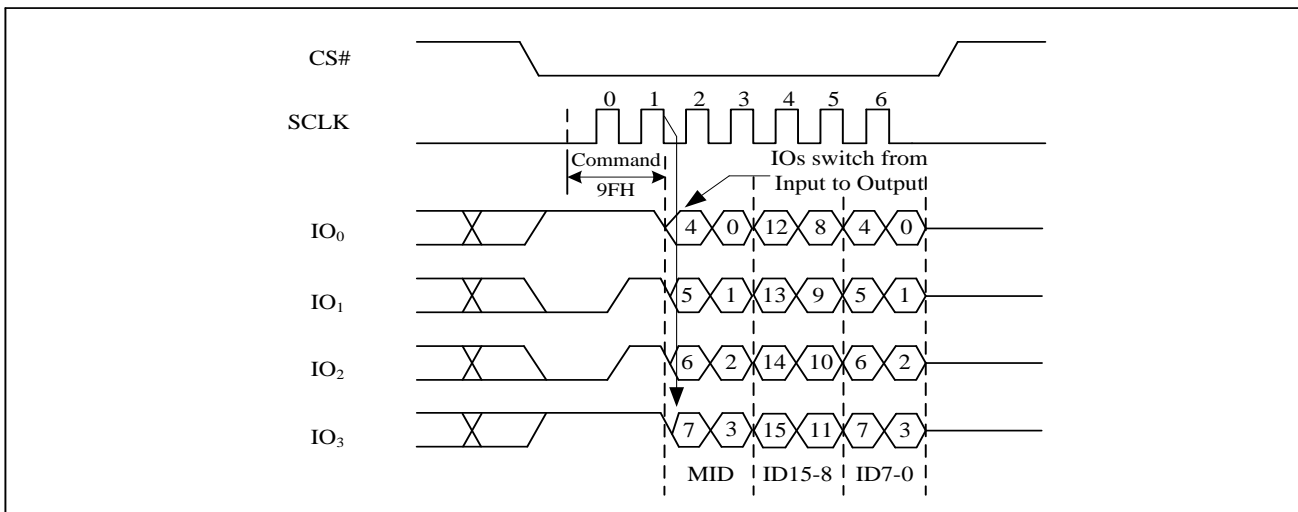 CS#
0 1 2 3 4 5 6
SCLK
Command
9FH
IOs switch from
Input to Output
IO0 4 0 12 8 4 0
IO1 5 1 13 9 5 1
IO2 6 2 14 10 6 2
IO3 7 3 15 11 7 3
MID ID15-8 ID7-0